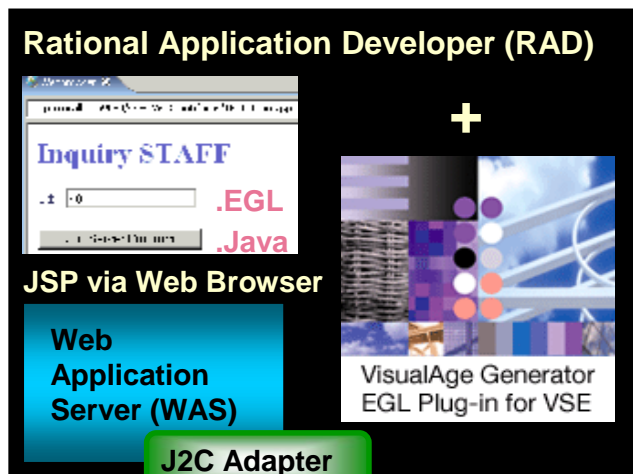 Rational Application Developer (RAD)
+
Inquiry STAFF
.EGL
.Java
JSP via Web Browser
Web
Application
Server (WAS)
VisualAge Generator
EGL Plug-in for VSE
J2C Adapter